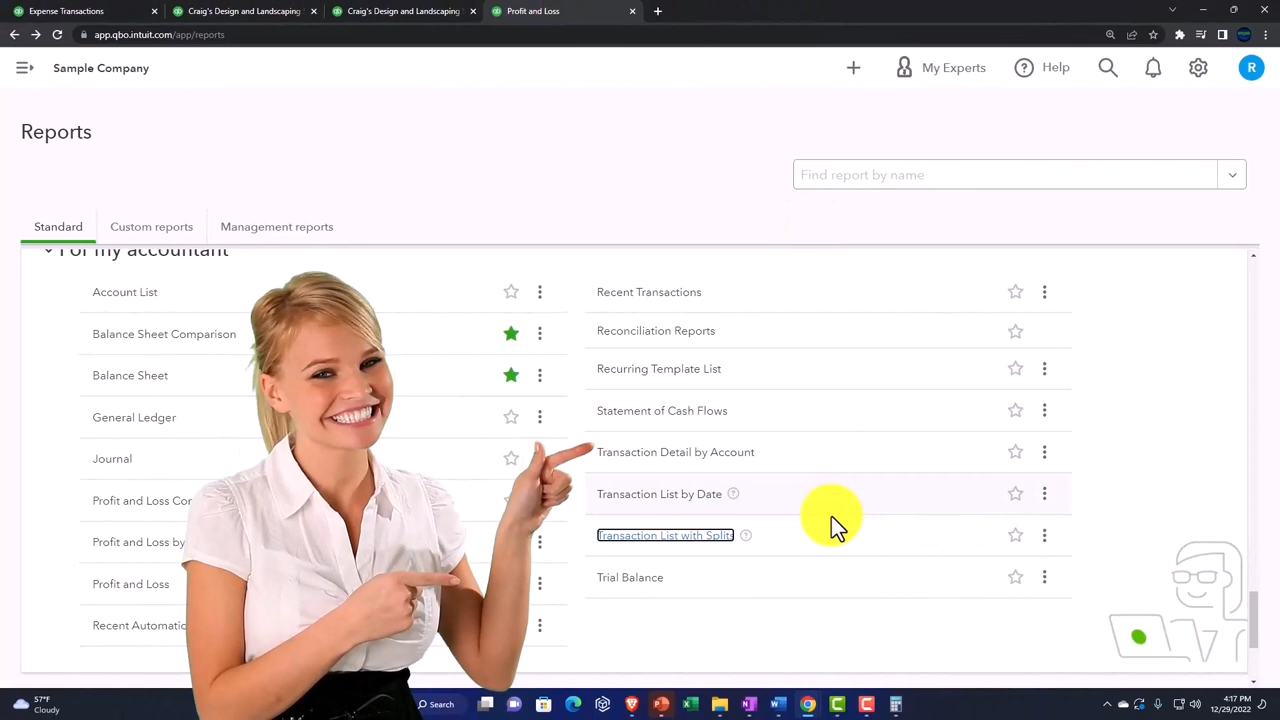 Expense Transactions
Craig's Design and Landscaping
Craig's Design and Landscaping
Profit and Loss
app.qbo.intuit.com/app/reports
Sample Company
My Experts
Help
R
Reports
Find report by name
Standard
Custom reports
Management reports
For my accountant
Account List
Balance Sheet Comparison
Balance Sheet
General Ledger
Journal
Profit and Loss Cor
Profit and Loss by
Profit and Loss
Recent Automatic
Recent Transactions
Reconciliation Reports
Recurring Template List
Statement of Cash Flows
Transaction Detail by Account
Transaction List by Date
Transaction List with Splits
Trial Balance
57°F
Cloudy
Search
4:17 PM
12/29/2022